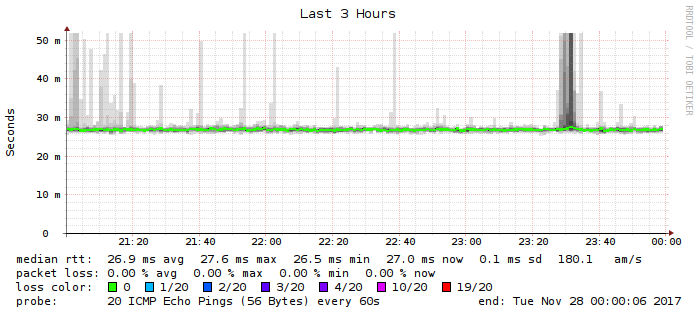 Last 3 Hours
RRDTOOL / TOBI OETIKER
Seconds
50 m
40 m
30 m
20 m
10 m
0
21:20 21:40 22:00 22:20 22:40 23:00 23:20 23:40 00:00
median rtt: 26.9 ms avg 27.6 ms max 26.5 ms min 27.0 ms now 0.1 ms sd 180.1 am/s
packet loss: 0.00 % avg 0.00 % max 0.00 % min 0.00 % now
loss color: 0 1/20 2/20 3/20 4/20 10/20 19/20
probe: 20 ICMP Echo Pings (56 Bytes) every 60s end: Tue Nov 28 00:00:06 2017